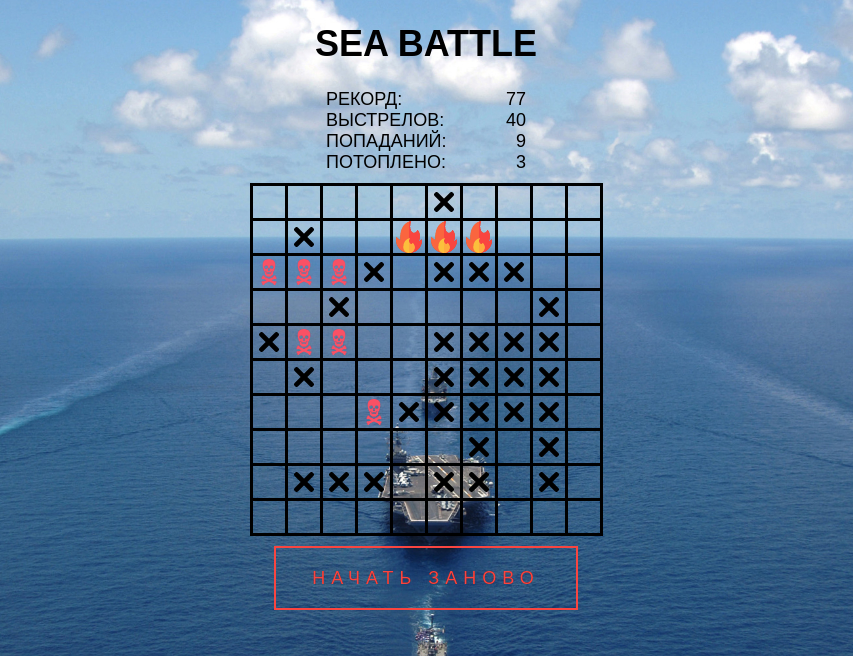 SEA BATTLE
РЕКОРД: 77
ВЫСТРЕЛОВ: 40
ПОПАДАНИЙ: 9
ПОТОПЛЕНО: 3
НАЧАТЬ ЗАНОВО